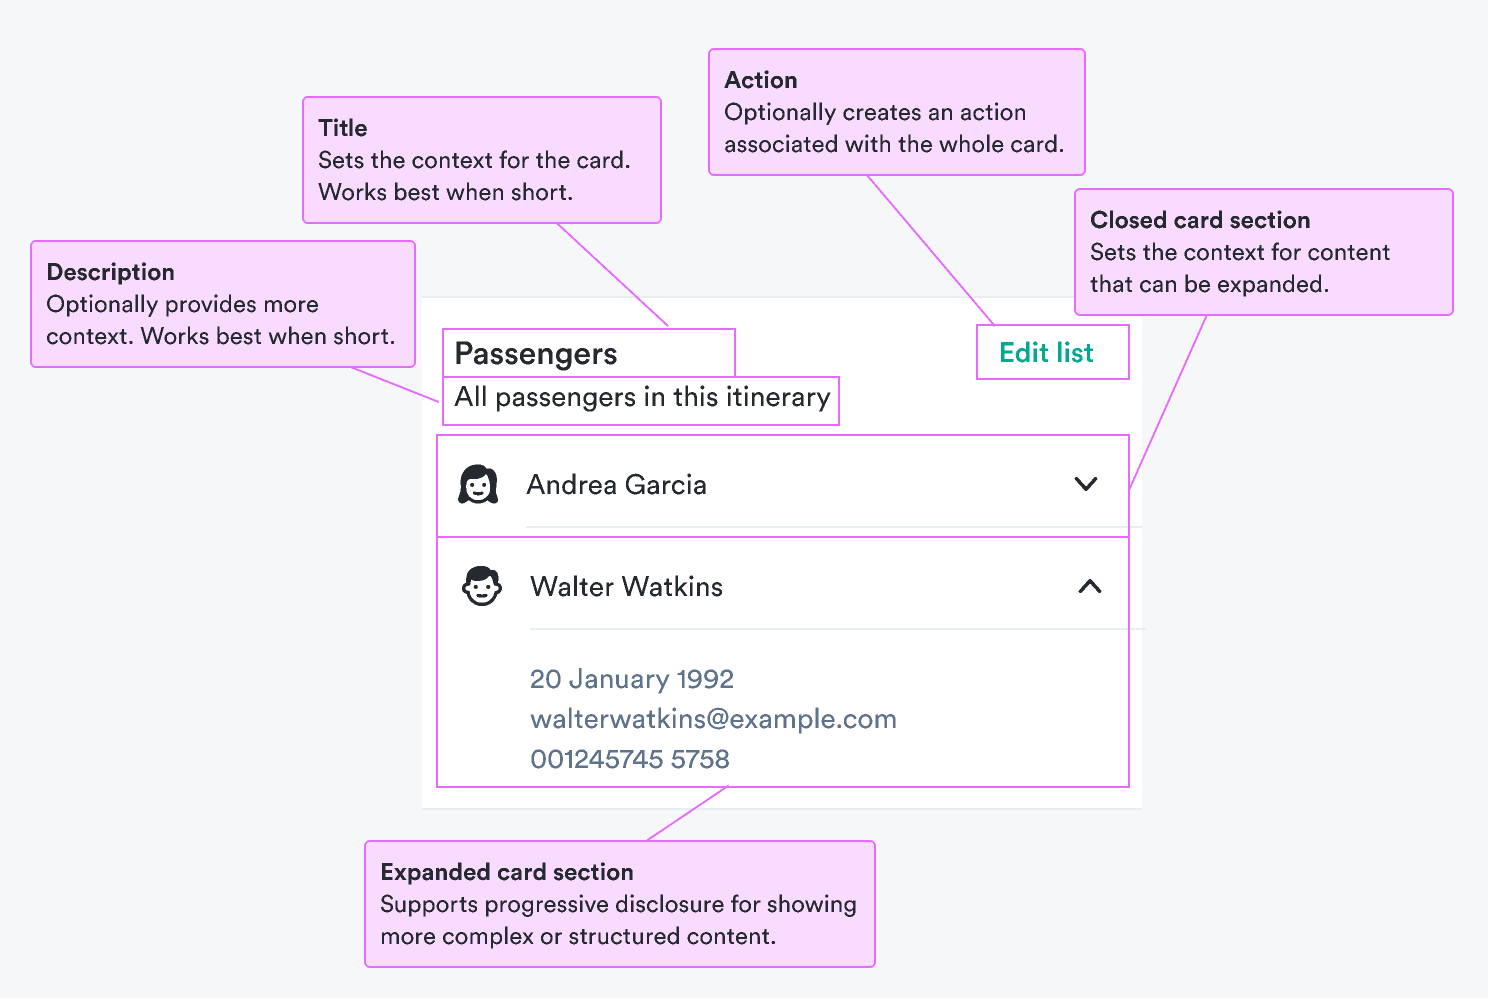 Action
Optionally creates an action
associated with the whole card.
Title
Sets the context for the card.
Works best when short.
Closed card section
Sets the context for content
that can be expanded.
Description
Optionally provides more
context. Works best when short.
Passengers
Edit list
All passengers in this itinerary
Andrea Garcia
Walter Watkins
20 January 1992
walterwatkins@example.com
001245745 5758
Expanded card section
Supports progressive disclosure for showing
more complex or structured content.